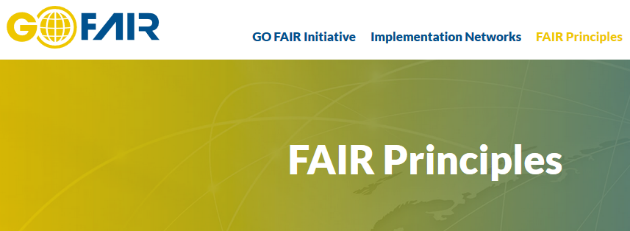 GO FAIR
GO FAIR Initiative Implementation Networks FAIR Principles
FAIR Principles